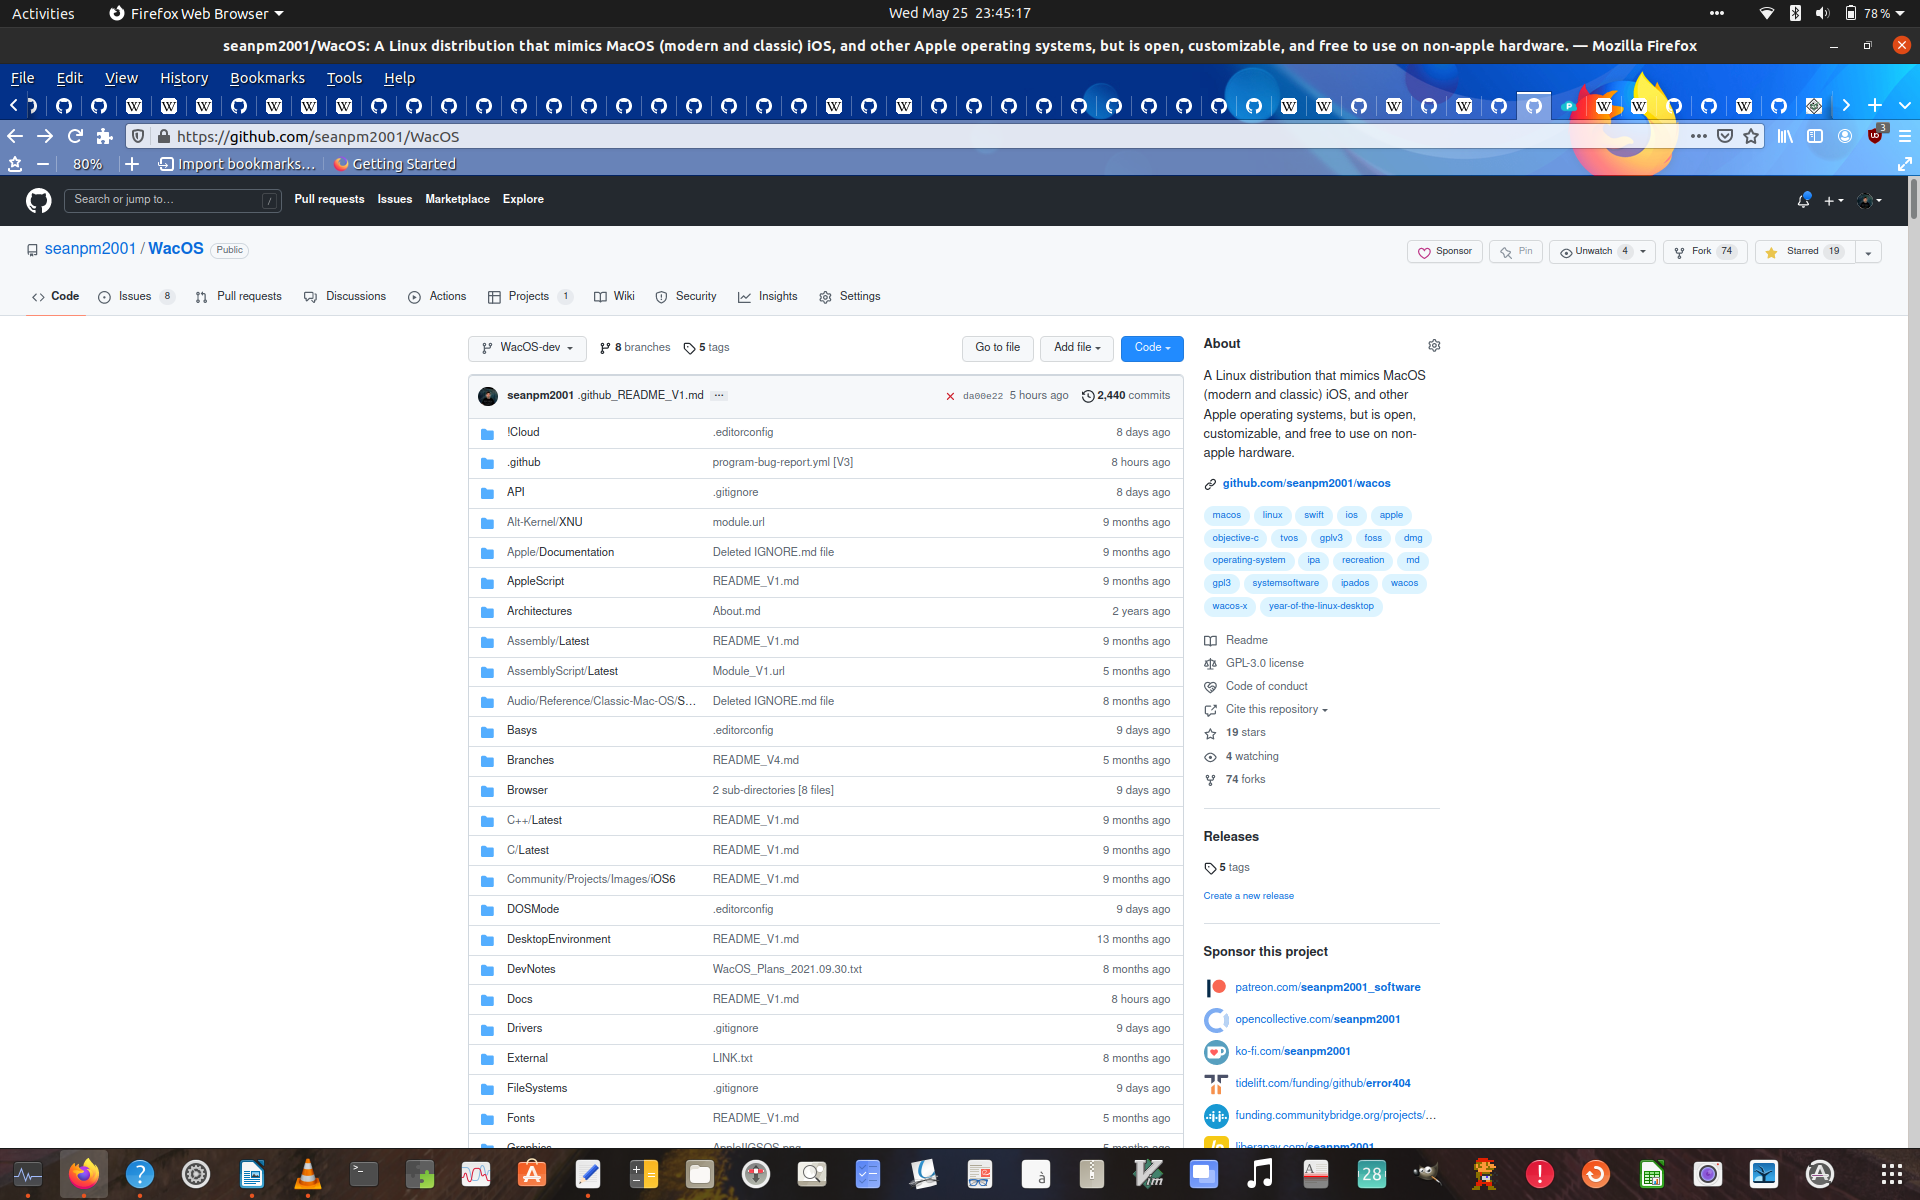 Activities
Firefox Web Browser
Wed May 25 23:45:17
78 %
seanpm2001/WacOS: A Linux distribution that mimics MacOS (modern and classic) iOS, and other Apple operating systems, but is open, customizable, and free to use on non-apple hardware. — Mozilla Firefox
File Edit View History Bookmarks Tools Help
https://github.com/seanpm2001/WacOS
3
80%
Import bookmarks...
Getting Started
Search or jump to...
/
Pull requests Issues Marketplace Explore
seanpm2001 / WacOS
Public
Sponsor
Pin
Unwatch 4
Fork 74
Starred 19
Code
Issues 8
Pull requests
Discussions
Actions
Projects 1
Wiki
Security
Insights
Settings
WacOS-dev
8 branches
5 tags
Go to file
Add file
Code
seanpm2001 .github_README_V1.md
da00e22 5 hours ago
2,440 commits
!Cloud .editorconfig 8 days ago
.github program-bug-report.yml [V3] 8 hours ago
API .gitignore 8 days ago
Alt-Kernel/XNU module.url 9 months ago
Apple/Documentation Deleted IGNORE.md file 9 months ago
AppleScript README_V1.md 9 months ago
Architectures About.md 2 years ago
Assembly/Latest README_V1.md 9 months ago
AssemblyScript/Latest Module_V1.url 5 months ago
Audio/Reference/Classic-Mac-OS/S... Deleted IGNORE.md file 8 months ago
Basys .editorconfig 9 days ago
Branches README_V4.md 5 months ago
Browser 2 sub-directories [8 files] 9 days ago
C++/Latest README_V1.md 9 months ago
C/Latest README_V1.md 9 months ago
Community/Projects/Images/iOS6 README_V1.md 9 months ago
DOSMode .editorconfig 9 days ago
DesktopEnvironment README_V1.md 13 months ago
DevNotes WacOS_Plans_2021.09.30.txt 8 months ago
Docs README_V1.md 8 hours ago
Drivers .gitignore 9 days ago
External LINK.txt 8 months ago
FileSystems .gitignore 9 days ago
Fonts README_V1.md 5 months ago
Graphics AppleIIGSOS.png 5 months ago
About
A Linux distribution that mimics MacOS
(modern and classic) iOS, and other
Apple operating systems, but is open,
customizable, and free to use on non-
apple hardware.
github.com/seanpm2001/wacos
macos linux swift ios apple
objective-c tvos gplv3 foss dmg
operating-system ipa recreation md
gpl3 systemsoftware ipados wacos
wacos-x year-of-the-linux-desktop
Readme
GPL-3.0 license
Code of conduct
Cite this repository
19 stars
4 watching
74 forks
Releases
5 tags
Create a new release
Sponsor this project
patreon.com/seanpm2001_software
opencollective.com/seanpm2001
ko-fi.com/seanpm2001
tidelift.com/funding/github/error404
funding.communitybridge.org/projects/...
liberapay.com/seanpm2001
28